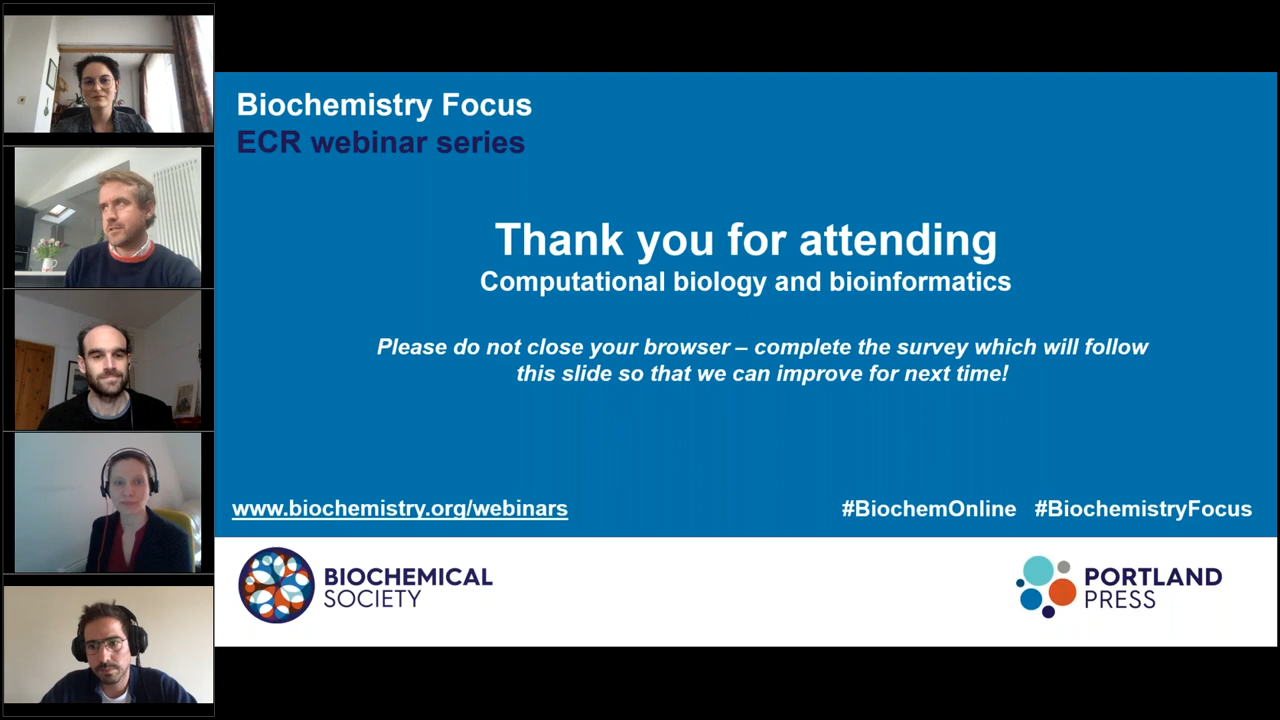 Biochemistry Focus
ECR webinar series
Thank you for attending
Computational biology and bioinformatics
Please do not close your browser – complete the survey which will follow
this slide so that we can improve for next time!
www.biochemistry.org/webinars
#BiochemOnline #BiochemistryFocus
BIOCHEMICAL
SOCIETY
PORTLAND
PRESS